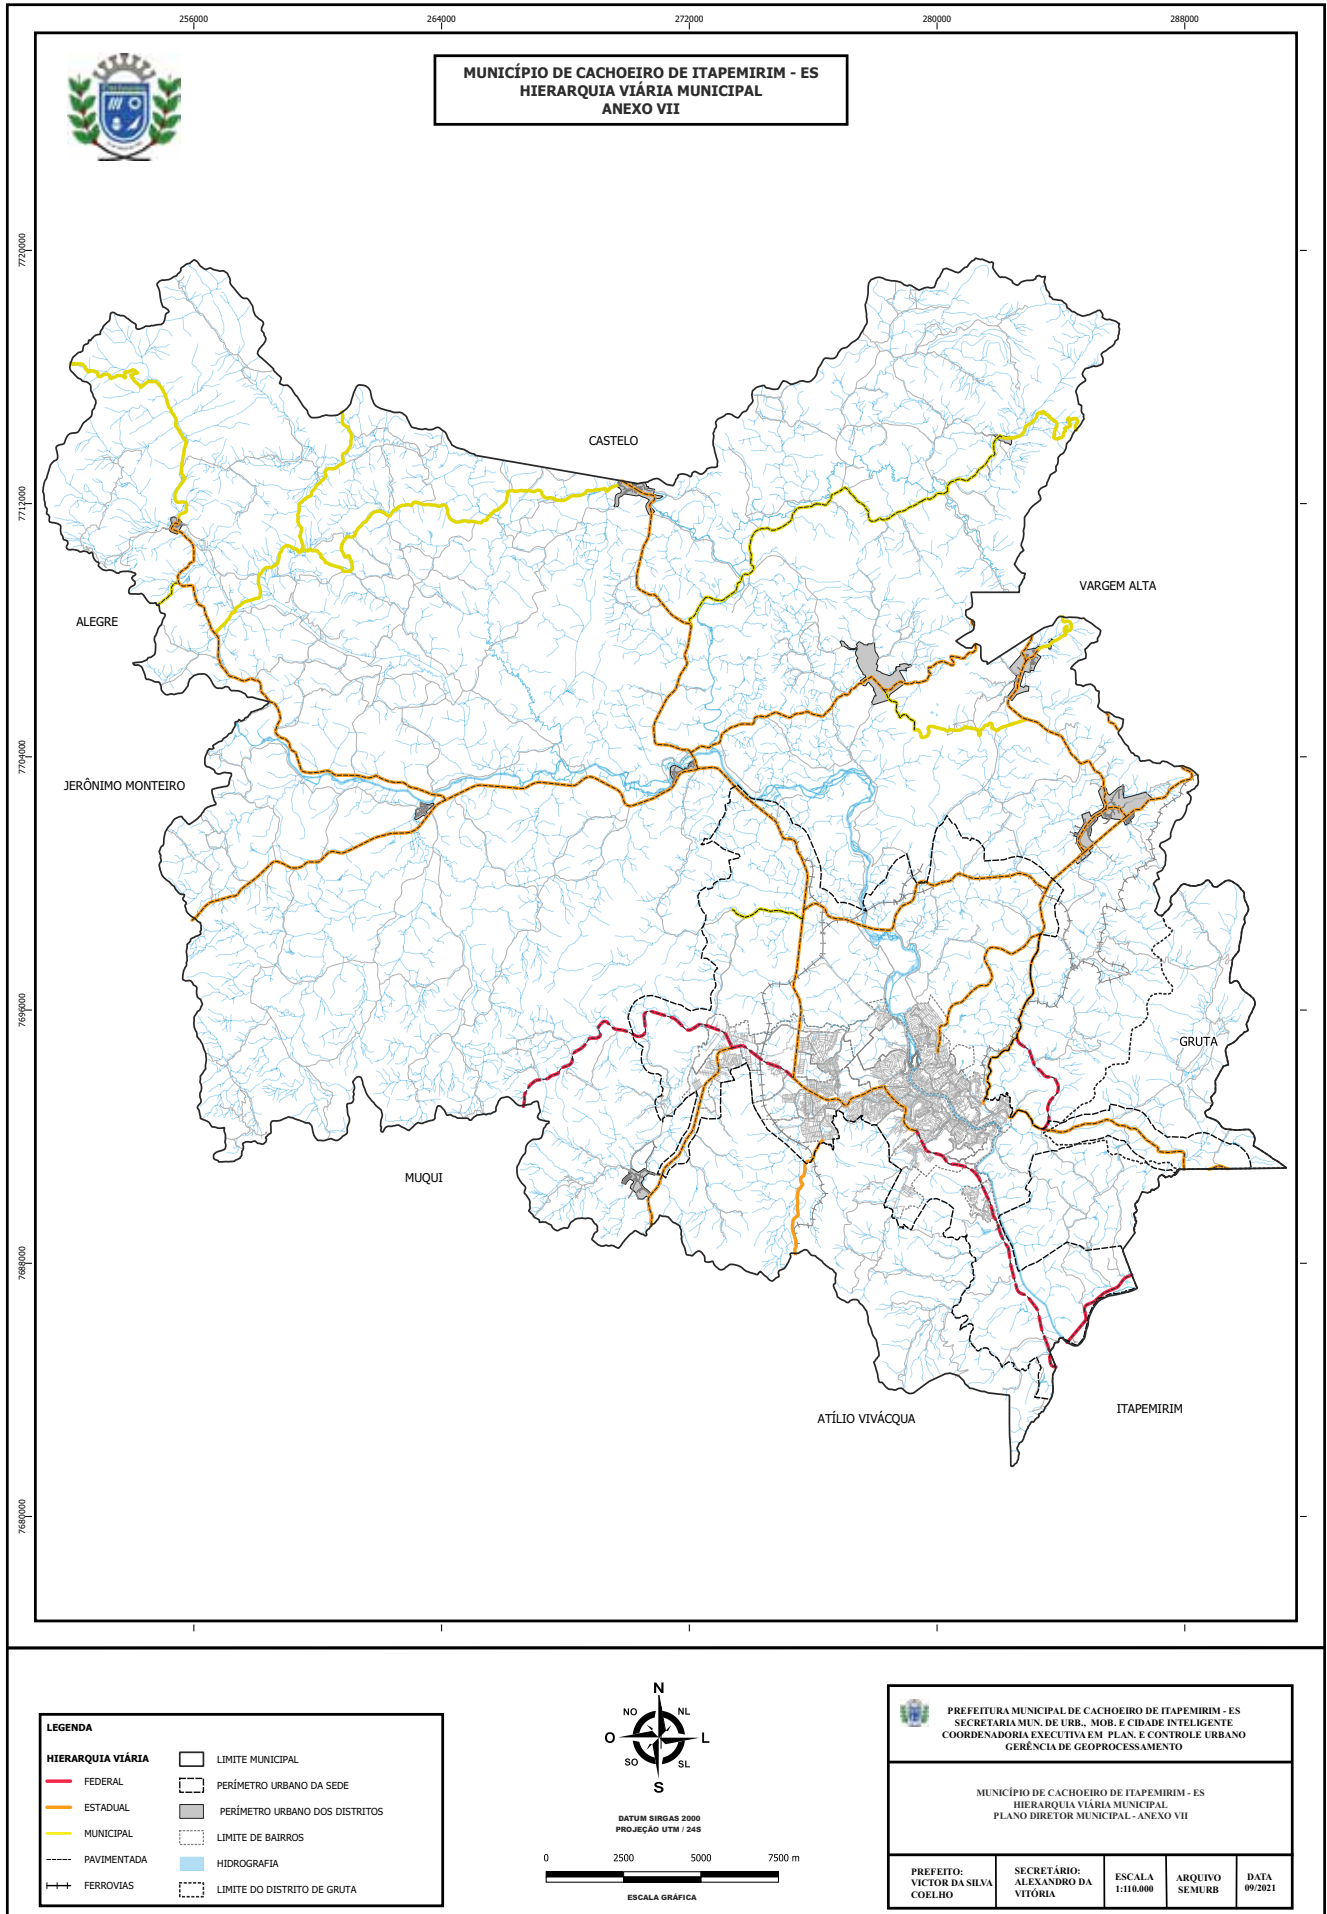 256000
264000
272000
280000
288000
MUNICÍPIO DE CACHOEIRO DE ITAPEMIRIM - ES
HIERARQUIA VIÁRIA MUNICIPAL
ANEXO VII
7720000
7712000
7704000
7696000
7688000
7680000
CASTELO
VARGEM ALTA
ALEGRE
JERÔNIMO MONTEIRO
GRUTA
MUQUI
ATÍLIO VIVÁCQUA
ITAPEMIRIM
LEGENDA
HIERARQUIA VIÁRIA
FEDERAL
ESTADUAL
MUNICIPAL
PAVIMENTADA
FERROVIAS
LIMITE MUNICIPAL
PERÍMETRO URBANO DA SEDE
PERÍMETRO URBANO DOS DISTRITOS
LIMITE DE BAIRROS
HIDROGRAFIA
LIMITE DO DISTRITO DE GRUTA
N
NO NL
O L
SO SL
S
DATUM SIRGAS 2000
PROJEÇÃO UTM / 24S
0 2500 5000 7500 m
ESCALA GRÁFICA
PREFEITURA MUNICIPAL DE CACHOEIRO DE ITAPEMIRIM - ES
SECRETARIA MUN. DE URB., MOB. E CIDADE INTELIGENTE
COORDENADORIA EXECUTIVA EM PLAN. E CONTROLE URBANO
GERÊNCIA DE GEOPROCESSAMENTO
MUNICÍPIO DE CACHOEIRO DE ITAPEMIRIM - ES
HIERARQUIA VIÁRIA MUNICIPAL
PLANO DIRETOR MUNICIPAL - ANEXO VII
PREFEITO:
VICTOR DA SILVA
COELHO
SECRETÁRIO:
ALEXANDRO DA
VITÓRIA
ESCALA
1:110.000
ARQUIVO
SEMURB
DATA
09/2021